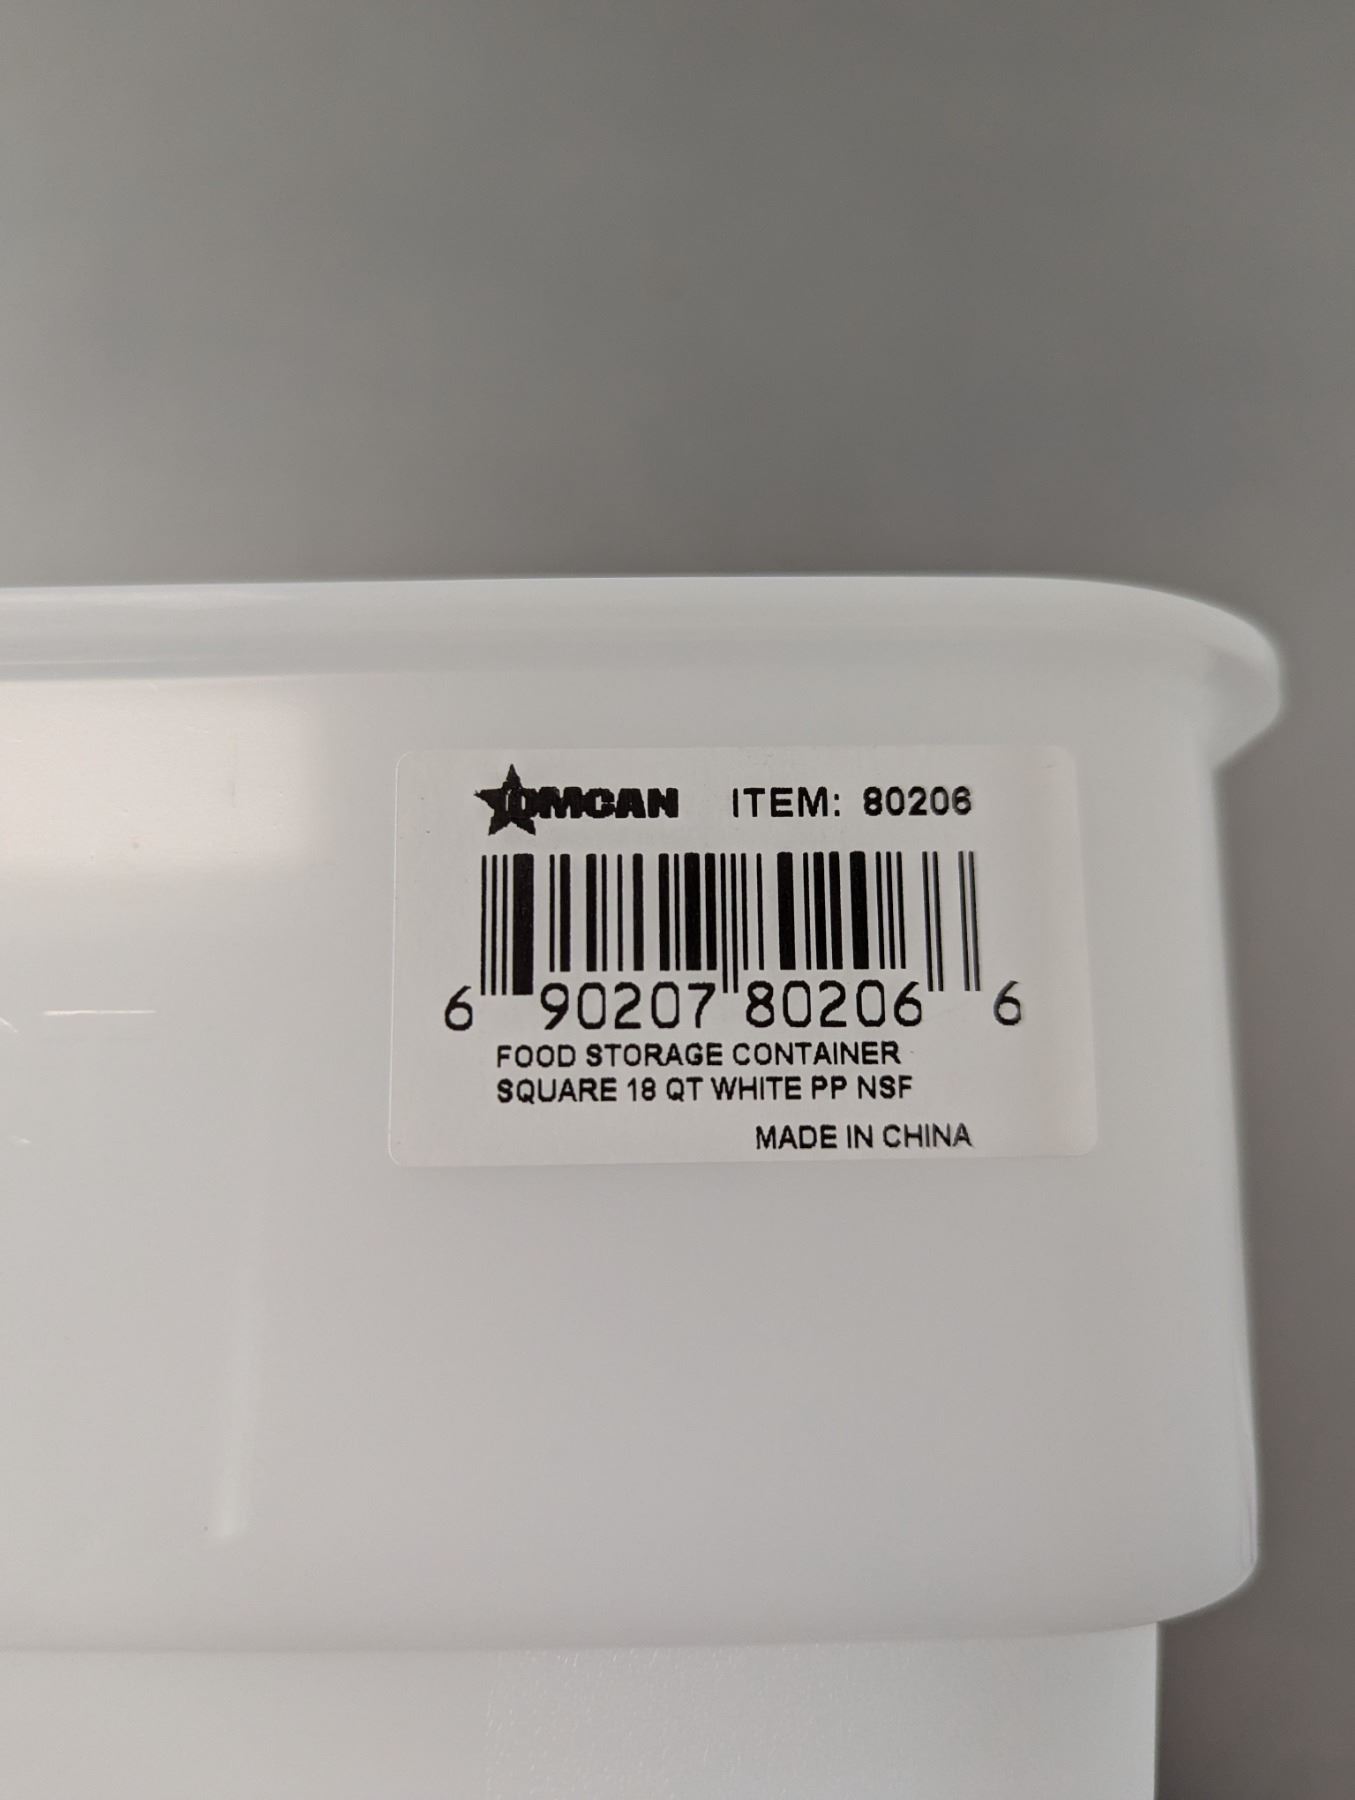 OMCAN ITEM: 80206
6 90207 80206 6
FOOD STORAGE CONTAINER
SQUARE 18 QT WHITE PP NSF
MADE IN CHINA